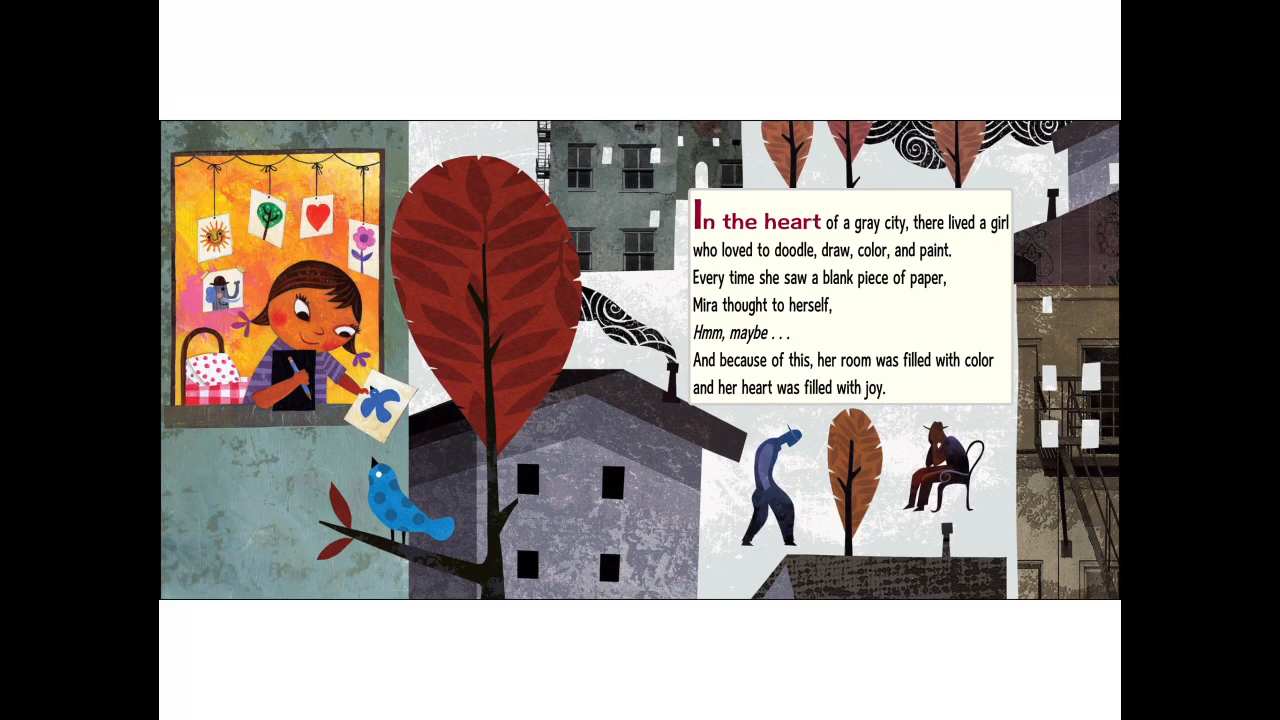 In the heart of a gray city, there lived a girl
who loved to doodle, draw, color, and paint.
Every time she saw a blank piece of paper,
Mira thought to herself,
Hmm, maybe . . .
And because of this, her room was filled with color
and her heart was filled with joy.